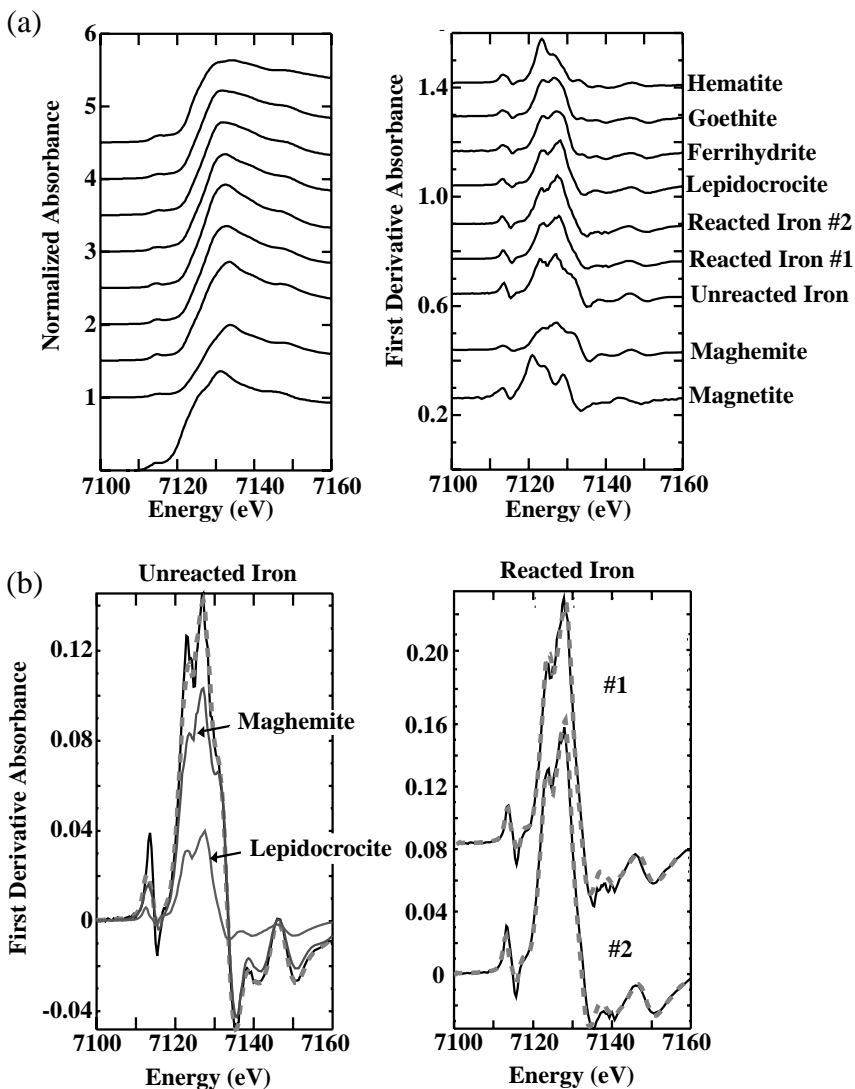 (a)
Normalized Absorbance
6
5
4
3
2
1
7100 7120 7140 7160
Energy (eV)
First Derivative Absorbance
1.4
1.0
0.6
0.2
7100 7120 7140 7160
Energy (eV)
Hematite
Goethite
Ferrihydrite
Lepidocrocite
Reacted Iron #2
Reacted Iron #1
Unreacted Iron
Maghemite
Magnetite
(b)
Unreacted Iron
First Derivative Absorbance
0.12
0.08
0.04
0
-0.04
Maghemite
Lepidocrocite
7100 7120 7140 7160
Energy (eV)
Reacted Iron
0.20
0.16
0.12
0.08
0.04
0
#1
#2
7100 7120 7140 7160
Energy (eV)